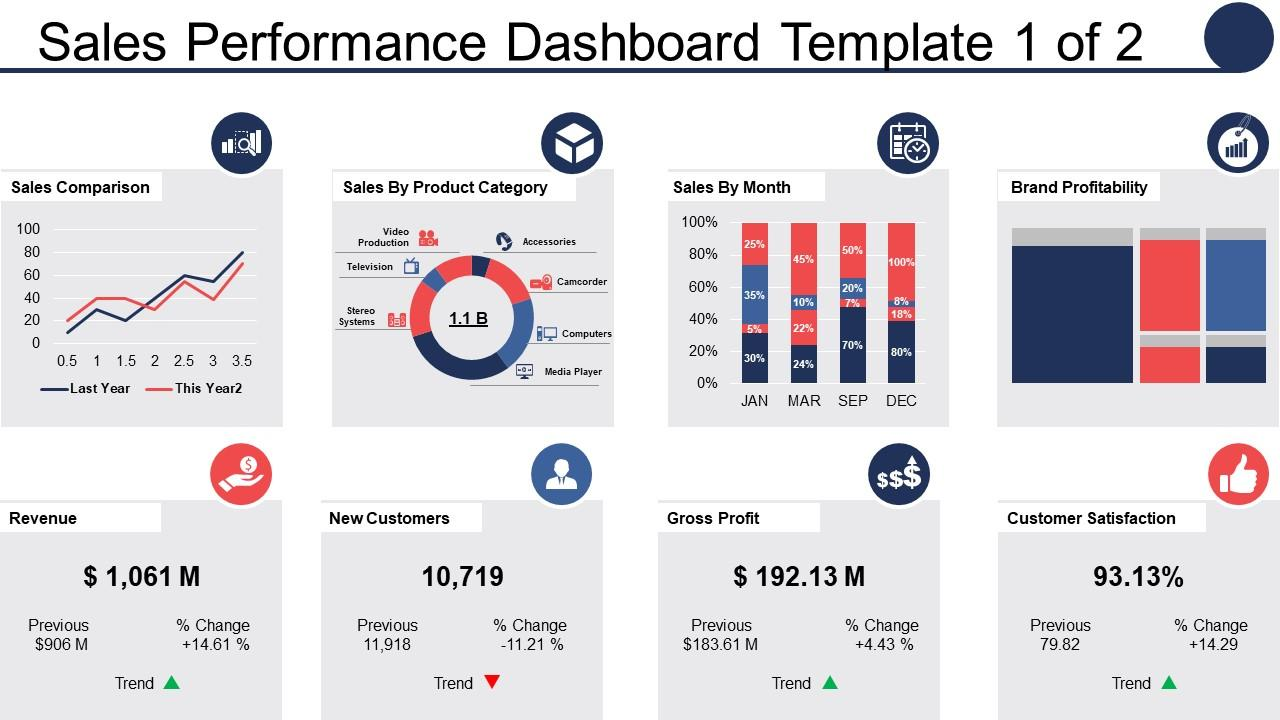 Sales Performance Dashboard Template 1 of 2
Sales Comparison
100
80
60
40
20
0
0.5 1 1.5 2 2.5 3 3.5
Last Year This Year2
Sales By Product Category
Video
Production
Accessories
Television
Camcorder
Stereo
Systems
1.1 B
Computers
Media Player
Sales By Month
100%
80%
60%
40%
20%
0%
25%
35%
5%
30%
45%
10%
22%
24%
50%
20%
7%
70%
100%
8%
18%
80%
JAN MAR SEP DEC
Brand Profitability
Revenue
$ 1,061 M
Previous % Change
$906 M +14.61 %
Trend
New Customers
10,719
Previous % Change
11,918 -11.21 %
Trend
Gross Profit
$ 192.13 M
Previous % Change
$183.61 M +4.43 %
Trend
Customer Satisfaction
93.13%
Previous % Change
79.82 +14.29
Trend